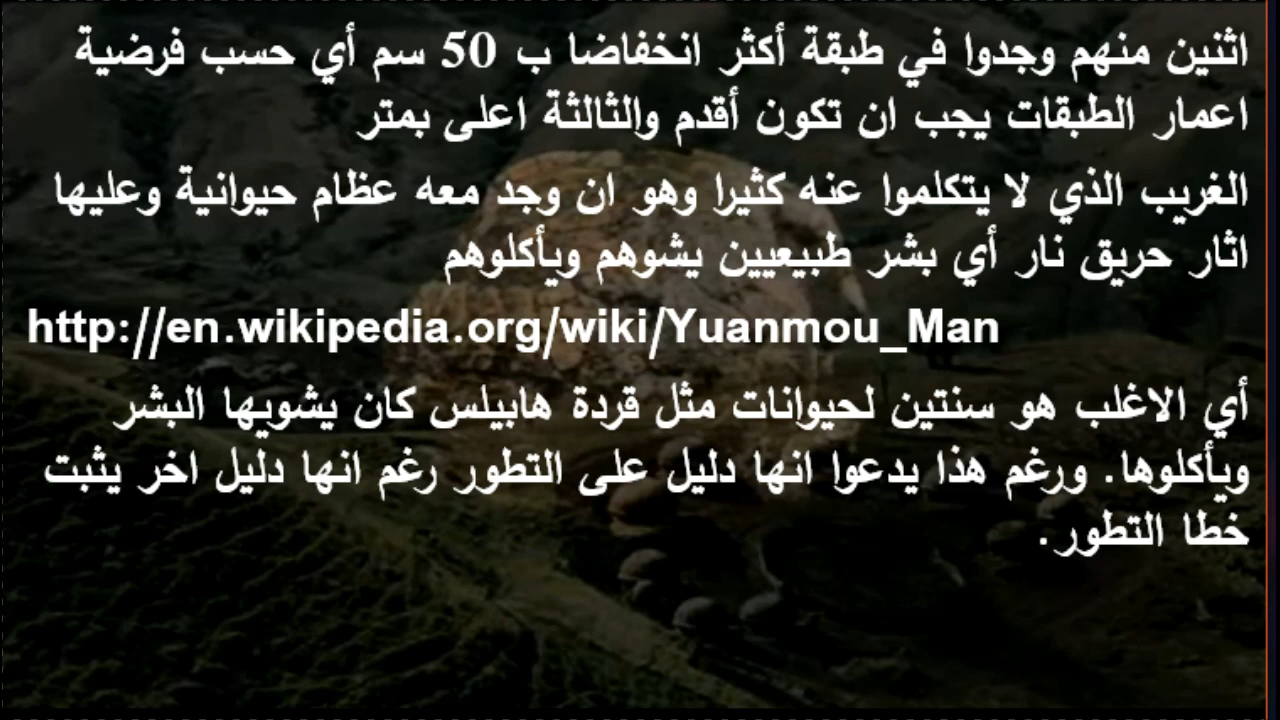 اثنين منهم وجدوا في طبقة أكثر انخفاضا ب 50 سم أي حسب فرضية
اعمار الطبقات يجب ان تكون أقدم والثالثة اعلى بمتر
الغريب الذي لا يتكلموا عنه كثيرا وهو ان وجد معه عظام حيوانية وعليها
اثار حريق نار أي بشر طبيعيين يشوهم ويأكلوهم
http://en.wikipedia.org/wiki/Yuanmou_Man
أي الاغلب هو سنتين لحيوانات مثل قردة هابيلس كان يشويها البشر
ويأكلوها. ورغم هذا يدعوا انها دليل على التطور رغم انها دليل اخر يثبت
خطا التطور.